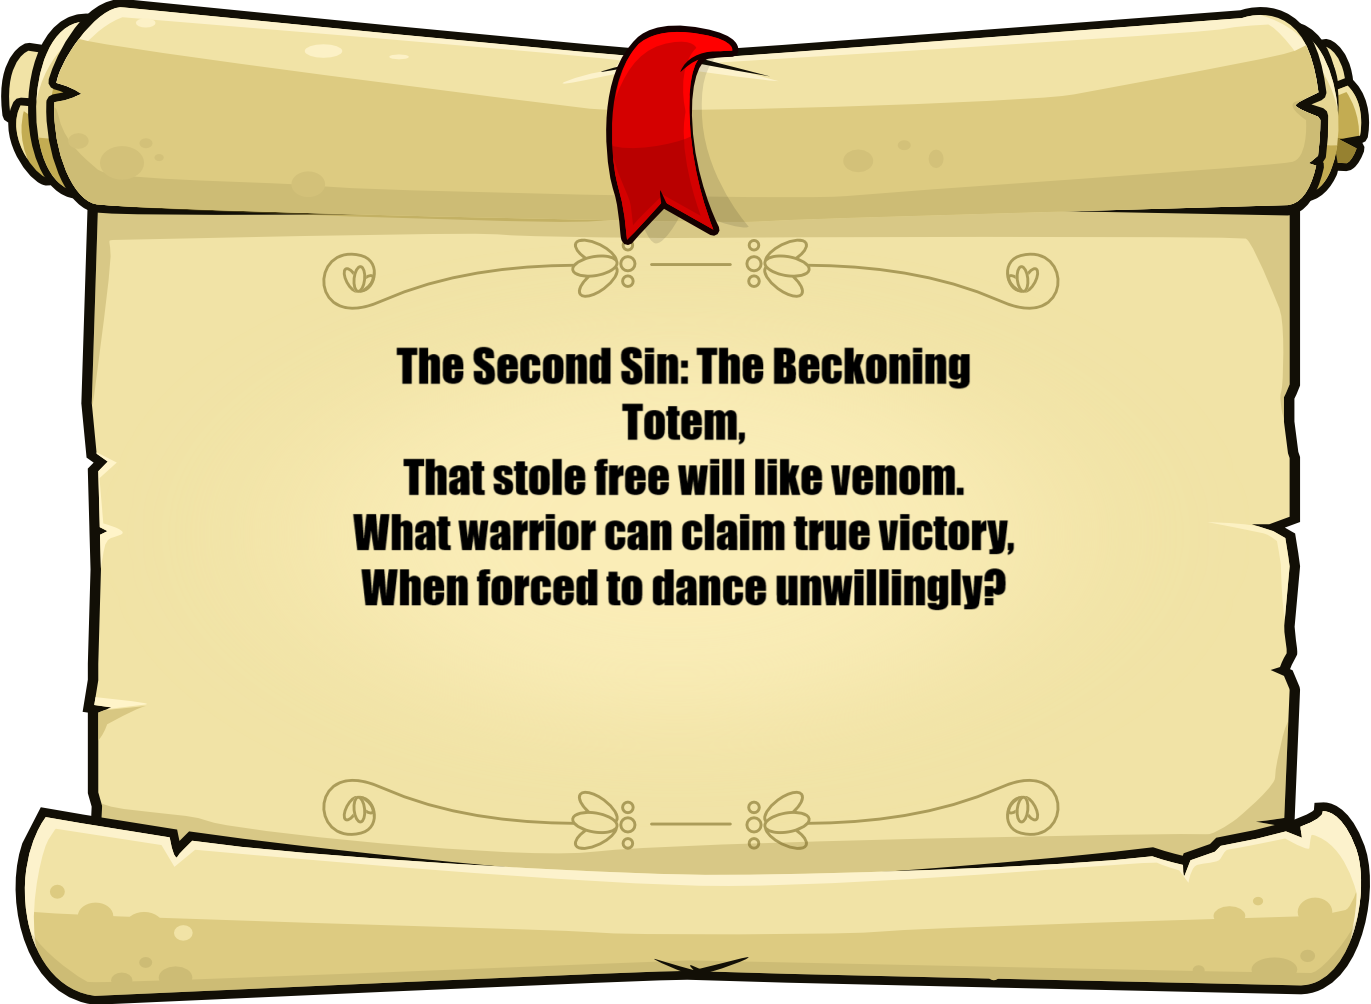 The Second Sin: The Beckoning
Totem,
That stole free will like venom.
What warrior can claim true victory,
When forced to dance unwillingly?